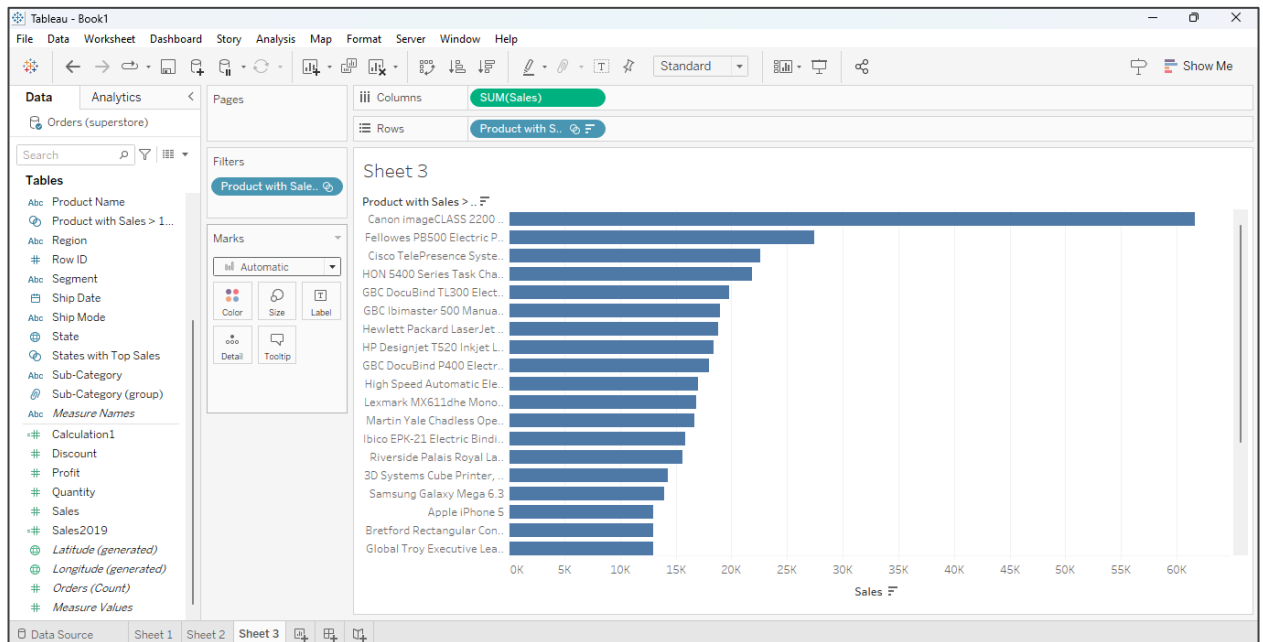 Tableau - Book1
File Data Worksheet Dashboard Story Analysis Map Format Server Window Help
Standard
Show Me
Data Analytics
Orders (superstore)
Search
Tables
Abc Product Name
Product with Sales > 1...
Abc Region
# Row ID
Abc Segment
Ship Date
Abc Ship Mode
State
States with Top Sales
Abc Sub-Category
Sub-Category (group)
Abc Measure Names
=# Calculation1
# Discount
# Profit
# Quantity
# Sales
=# Sales2019
Latitude (generated)
Longitude (generated)
# Orders (Count)
# Measure Values
Pages
Filters
Product with Sale..
Marks
Automatic
Color Size Label
Detail Tooltip
Columns SUM(Sales)
Rows Product with S..
Sheet 3
Product with Sales > ..
Canon imageCLASS 2200 ..
Fellowes PB500 Electric P..
Cisco TelePresence Syste..
HON 5400 Series Task Cha..
GBC DocuBind TL300 Elect..
GBC Ibimaster 500 Manua..
Hewlett Packard LaserJet ..
HP Designjet T520 Inkjet L..
GBC DocuBind P400 Electr..
High Speed Automatic Ele..
Lexmark MX611dhe Mono..
Martin Yale Chadless Ope..
Ibico EPK-21 Electric Bindi..
Riverside Palais Royal La..
3D Systems Cube Printer, ..
Samsung Galaxy Mega 6.3
Apple iPhone 5
Bretford Rectangular Con..
Global Troy Executive Lea..
0K 5K 10K 15K 20K 25K 30K 35K 40K 45K 50K 55K 60K
Sales
Data Source Sheet 1 Sheet 2 Sheet 3